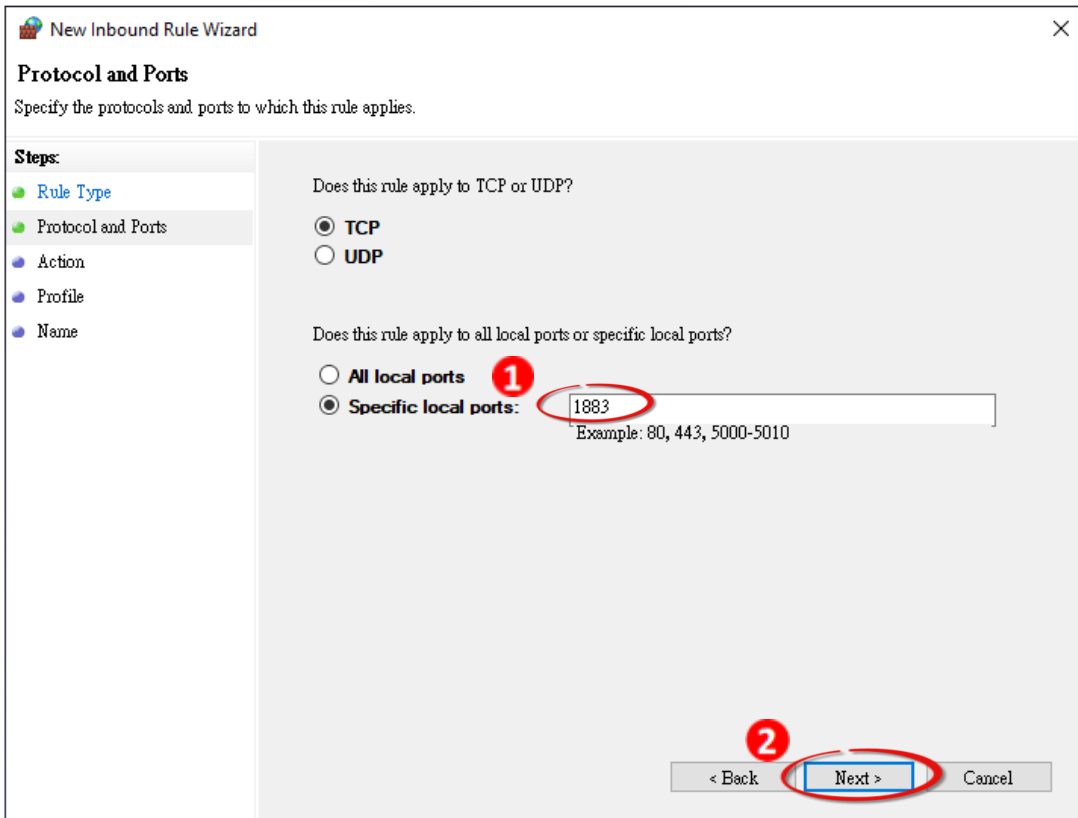 New Inbound Rule Wizard
Protocol and Ports
Specify the protocols and ports to which this rule applies.
Steps:
Rule Type
Protocol and Ports
Action
Profile
Name
Does this rule apply to TCP or UDP?
TCP
UDP
Does this rule apply to all local ports or specific local ports?
All local ports
1
Specific local ports:
1883
Example: 80, 443, 5000-5010
2
< Back
Next >
Cancel